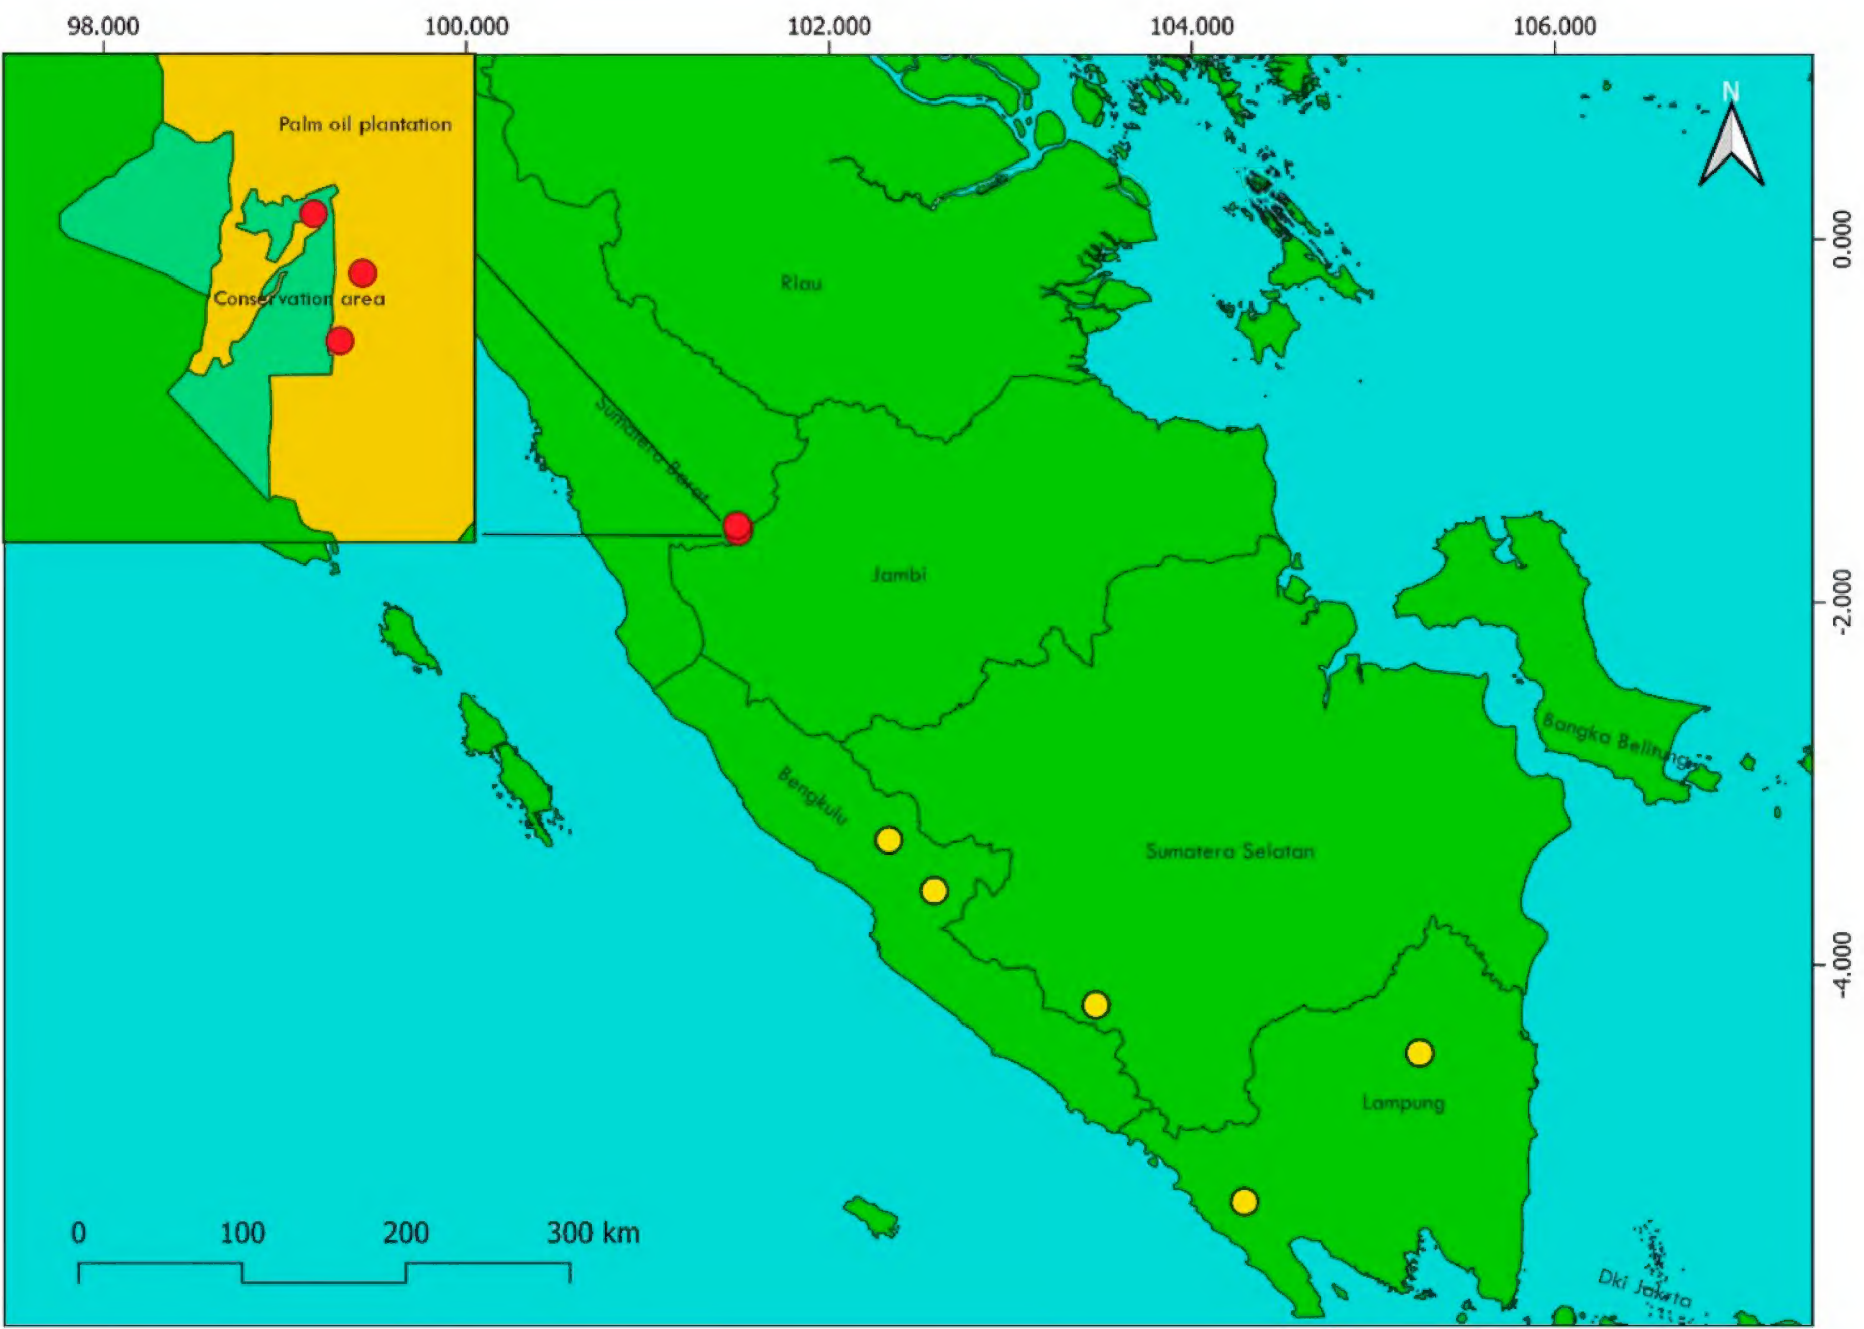 98.000 100.000 102.000 104.000 106.000
N
Palm oil plantation
0.000
RIau
Conservation area
Sumatera Barat
Jambi
-2.000
Bangka Belitung
Bengkulu
Sumatera Selatan
-4.000
Lampung
0 100 200 300 km
Dki Jakrta